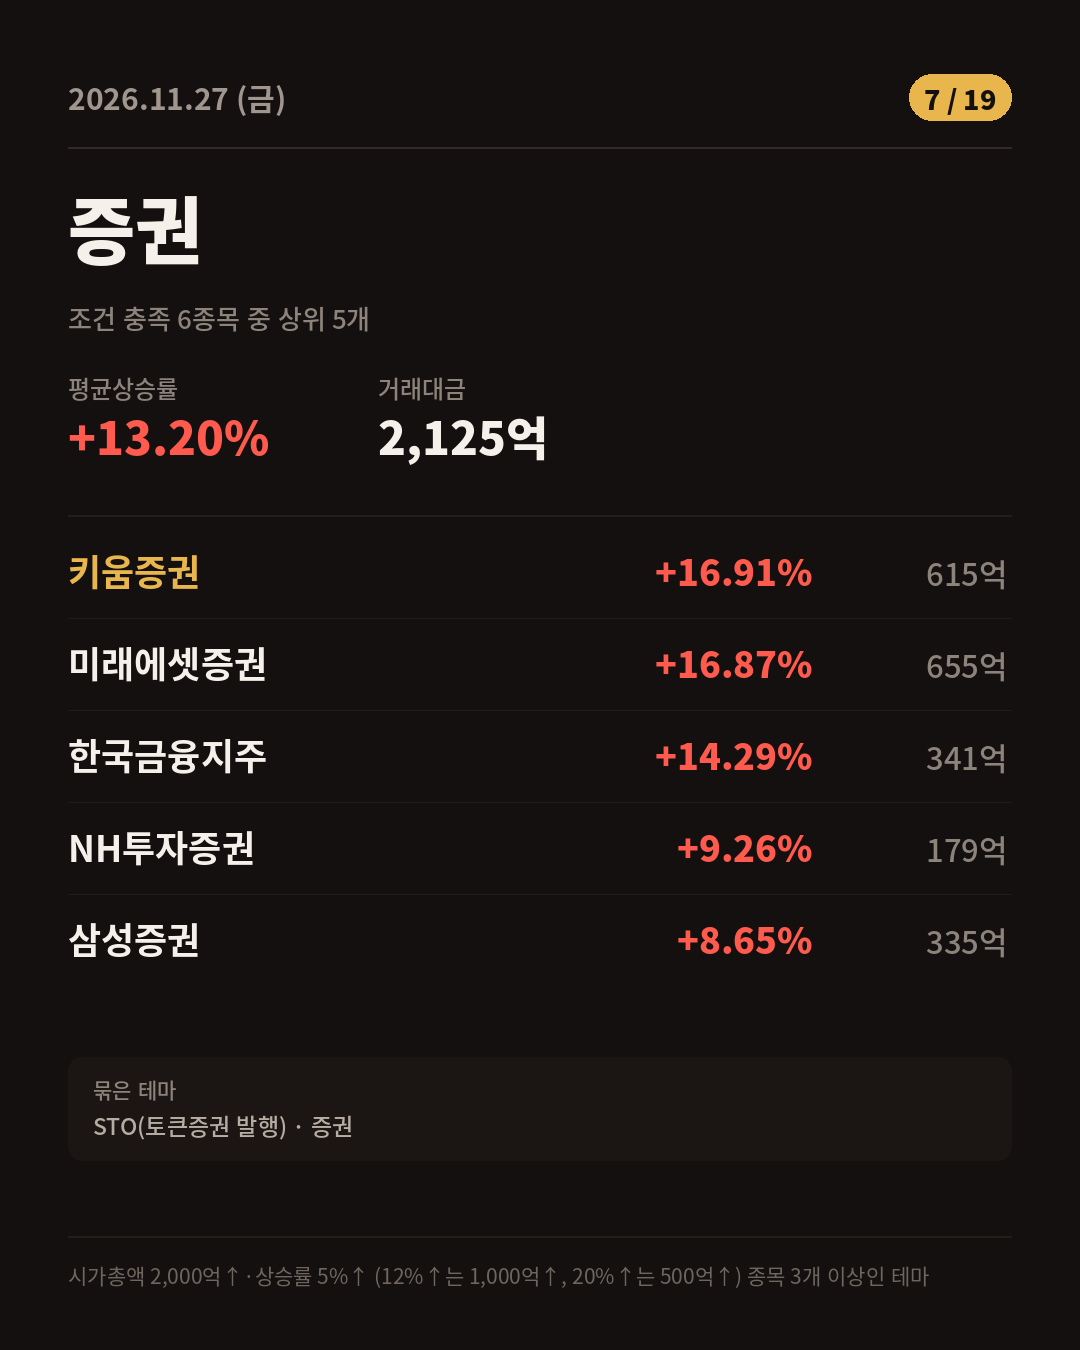 2026.11.27 (금)
7 / 19
증권
조건 충족 6종목 중 상위 5개
평균상승률 거래대금
+13.20% 2,125억
키움증권 +16.91% 615억
미래에셋증권 +16.87% 655억
한국금융지주 +14.29% 341억
NH투자증권 +9.26% 179억
삼성증권 +8.65% 335억
묶은 테마
STO(토큰증권 발행) · 증권
시가총액 2,000억↑·상승률 5%↑ (12%↑는 1,000억↑, 20%↑는 500억↑) 종목 3개 이상인 테마